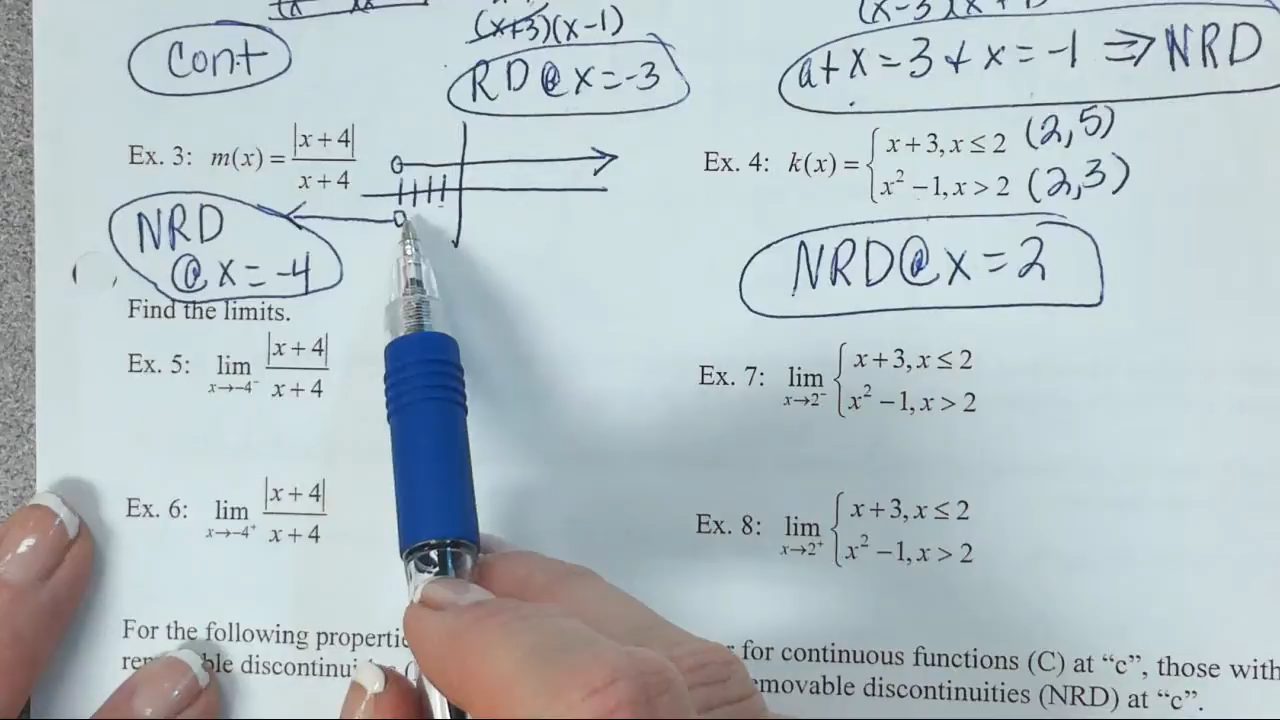 Cont
(x+3)(x-1)
RD@x=-3
at x=3 + x=-1 ⇒ NRD
Ex. 3: m(x) = |x+4| / x+4
NRD
@x=-4
Ex. 4: k(x) = { x+3, x ≤ 2 (2,5)
x² −1, x > 2 (2,3)
NRD@x=2
Find the limits.
Ex. 5: lim x→−4⁻ |x+4| / x+4
Ex. 7: lim x→2⁻ { x+3, x ≤ 2
x² −1, x > 2
Ex. 6: lim x→−4⁺ |x+4| / x+4
Ex. 8: lim x→2⁺ { x+3, x ≤ 2
x² −1, x > 2
For the following for continuous functions (C) at “c”, those with
discontinuities (NRD) at “c”.